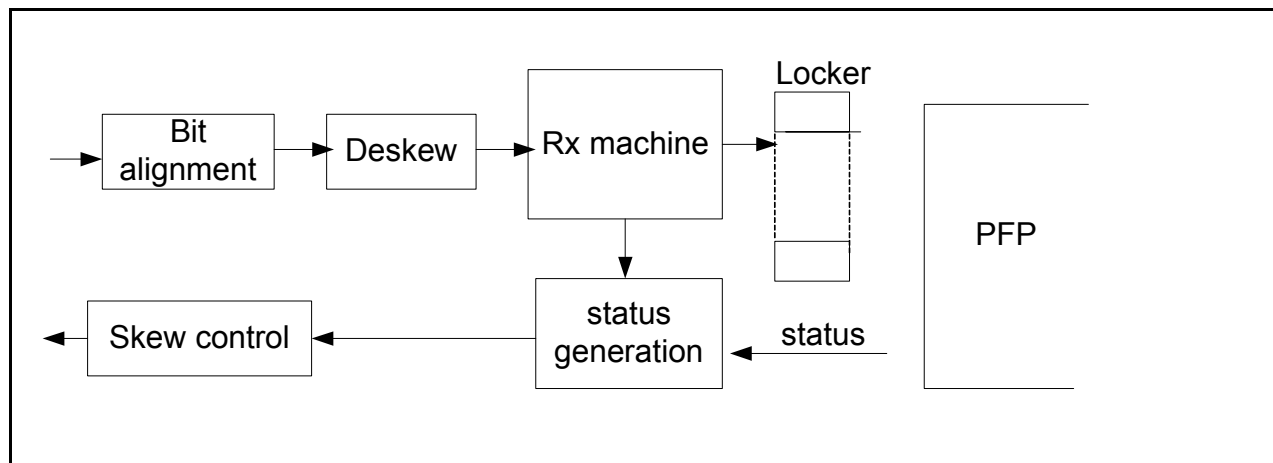 Locker
Bit
alignment
Deskew
Rx machine
PFP
Skew control
status
generation
status